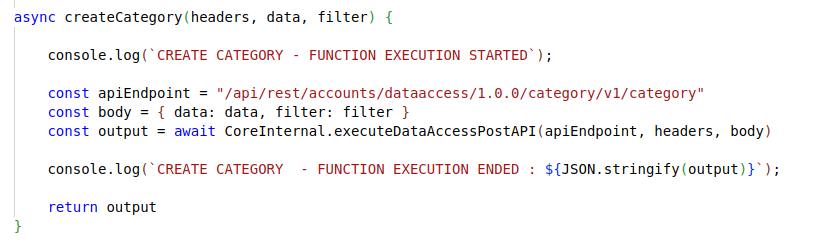 async createCategory(headers, data, filter) {
console.log(`CREATE CATEGORY - FUNCTION EXECUTION STARTED`);
const apiEndpoint = "/api/rest/accounts/dataaccess/1.0.0/category/v1/category"
const body = { data: data, filter: filter }
const output = await CoreInternal.executeDataAccessPostAPI(apiEndpoint, headers, body)
console.log(`CREATE CATEGORY  - FUNCTION EXECUTION ENDED : ${JSON.stringify(output)}`);
return output
}